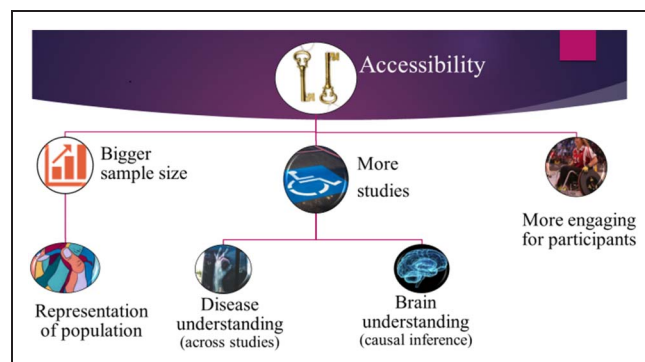 Accessibility
Bigger
sample size
More
studies
More engaging
for participants
Representation
of population
Disease
understanding
(across studies)
Brain
understanding
(causal inference)